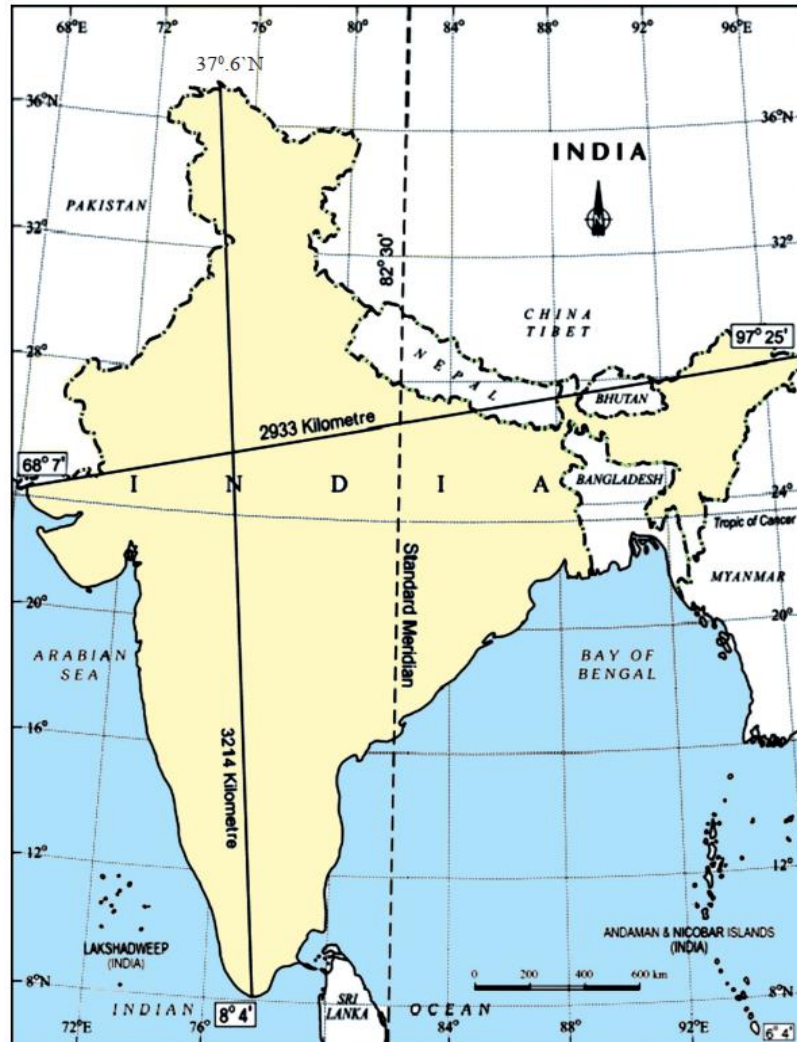 68°E
72°
76°
80°
84°
88°
92°
96°E
37⁰.6`N
36°N
36°N
INDIA
N
PAKISTAN
32°
32°
82° 30'
CHINA
TIBET
28°
97° 25'
NEPAL
BHUTAN
2933 Kilometre
68° 7'
INDIA
BANGLADESH
24°
Tropic of Cancer
Standard Meridian
MYANMAR
20°
20°
ARABIAN
SEA
BAY OF
BENGAL
16°
16°
3214 Kilometre
12°
12°
LAKSHADWEEP
(INDIA)
ANDAMAN & NICOBAR ISLANDS
(INDIA)
0 200 400 600 km
8°N
8°N
INDIAN OCEAN
8° 4'
SRI
LANKA
72°E
76°
80°
84°
88°
92°E
6° 4'